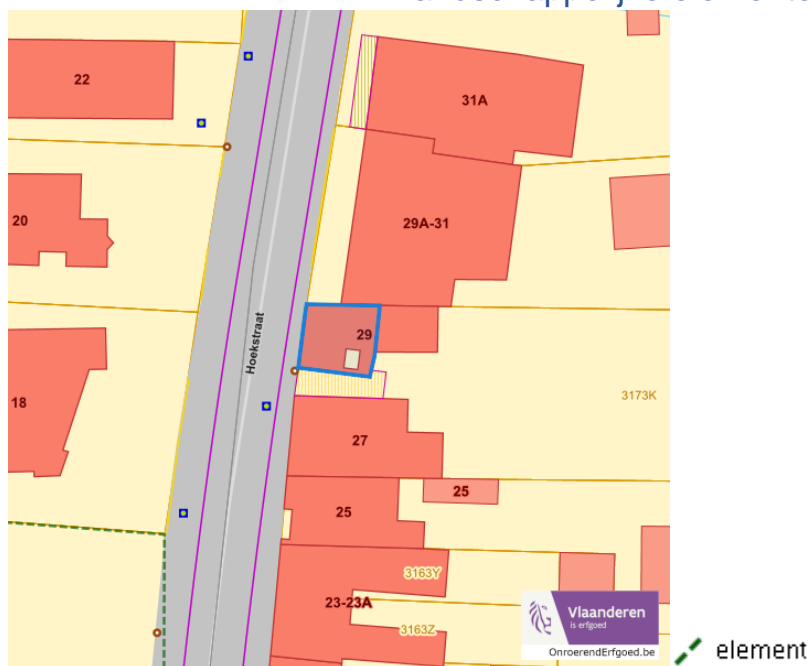 22
31A
20
29A-31
Hoekstraat
29
18
3173K
27
25
25
3163Y
23-23A
3163Z
Vlaanderen
is erfgoed
OnroerendErfgoed.be
element